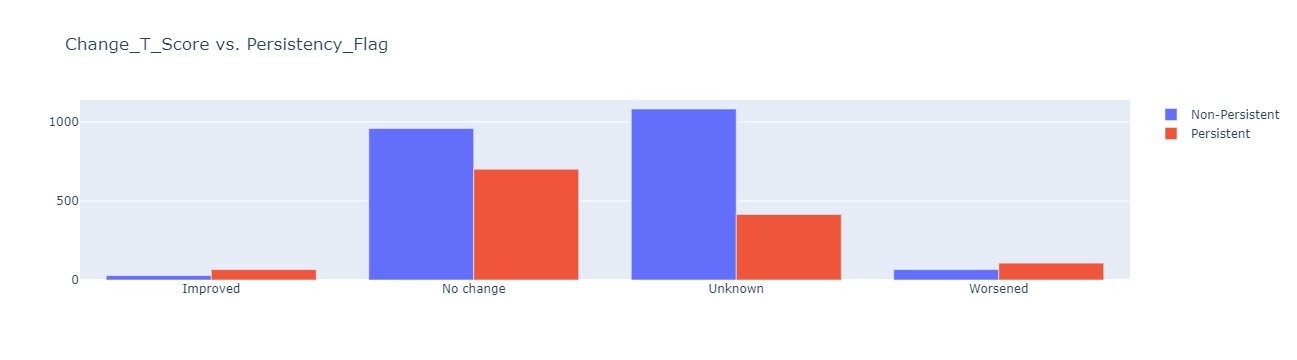 Change_T_Score vs. Persistency_Flag
1000
500
0
Non-Persistent
Persistent
Improved
No change
Unknown
Worsened